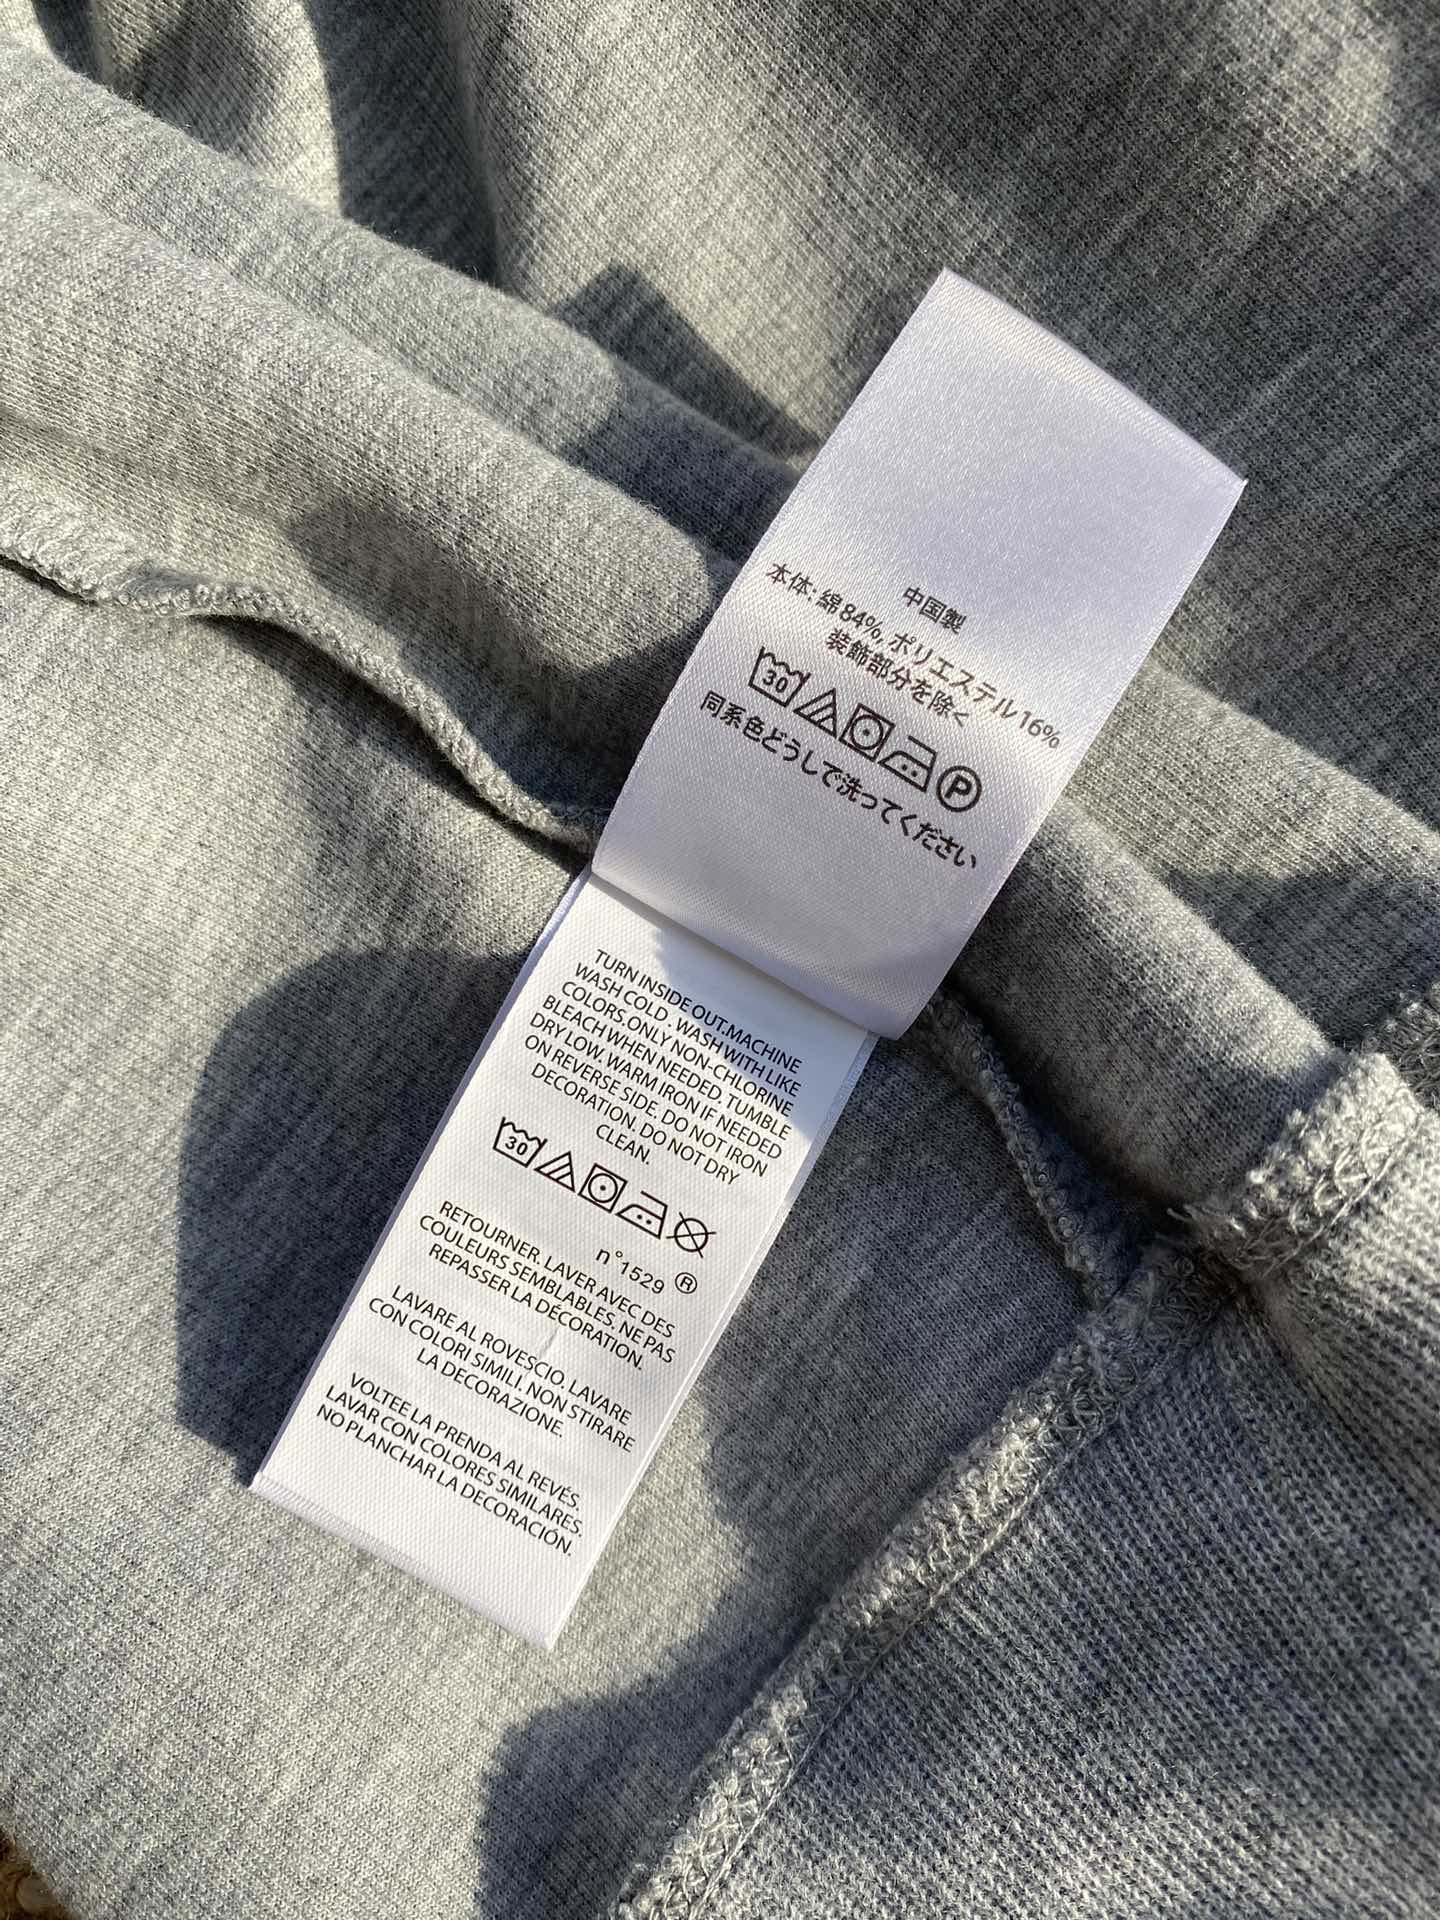 中国製
本体: 綿 84%, ポリエステル 16%
装飾部分を除く
30 P
同系色どうしで洗ってください
TURN INSIDE OUT.MACHINE
WASH COLD . WASH WITH LIKE
COLORS.ONLY NON-CHLORINE
BLEACH WHEN NEEDED. TUMBLE
DRY LOW. WARM IRON IF NEEDED
ON REVERSE SIDE. DO NOT IRON
DECORATION. DO NOT DRY
CLEAN.
30
n°1529 ®
RETOURNER. LAVER AVEC DES
COULEURS SEMBLABLES. NE PAS
REPASSER LA DÉCORATION.
LAVARE AL ROVESCIO. LAVARE
CON COLORI SIMILI. NON STIRARE
LA DECORAZIONE.
VOLTEE LA PRENDA AL REVÉS.
LAVAR CON COLORES SIMILARES.
NO PLANCHAR LA DECORACIÓN.